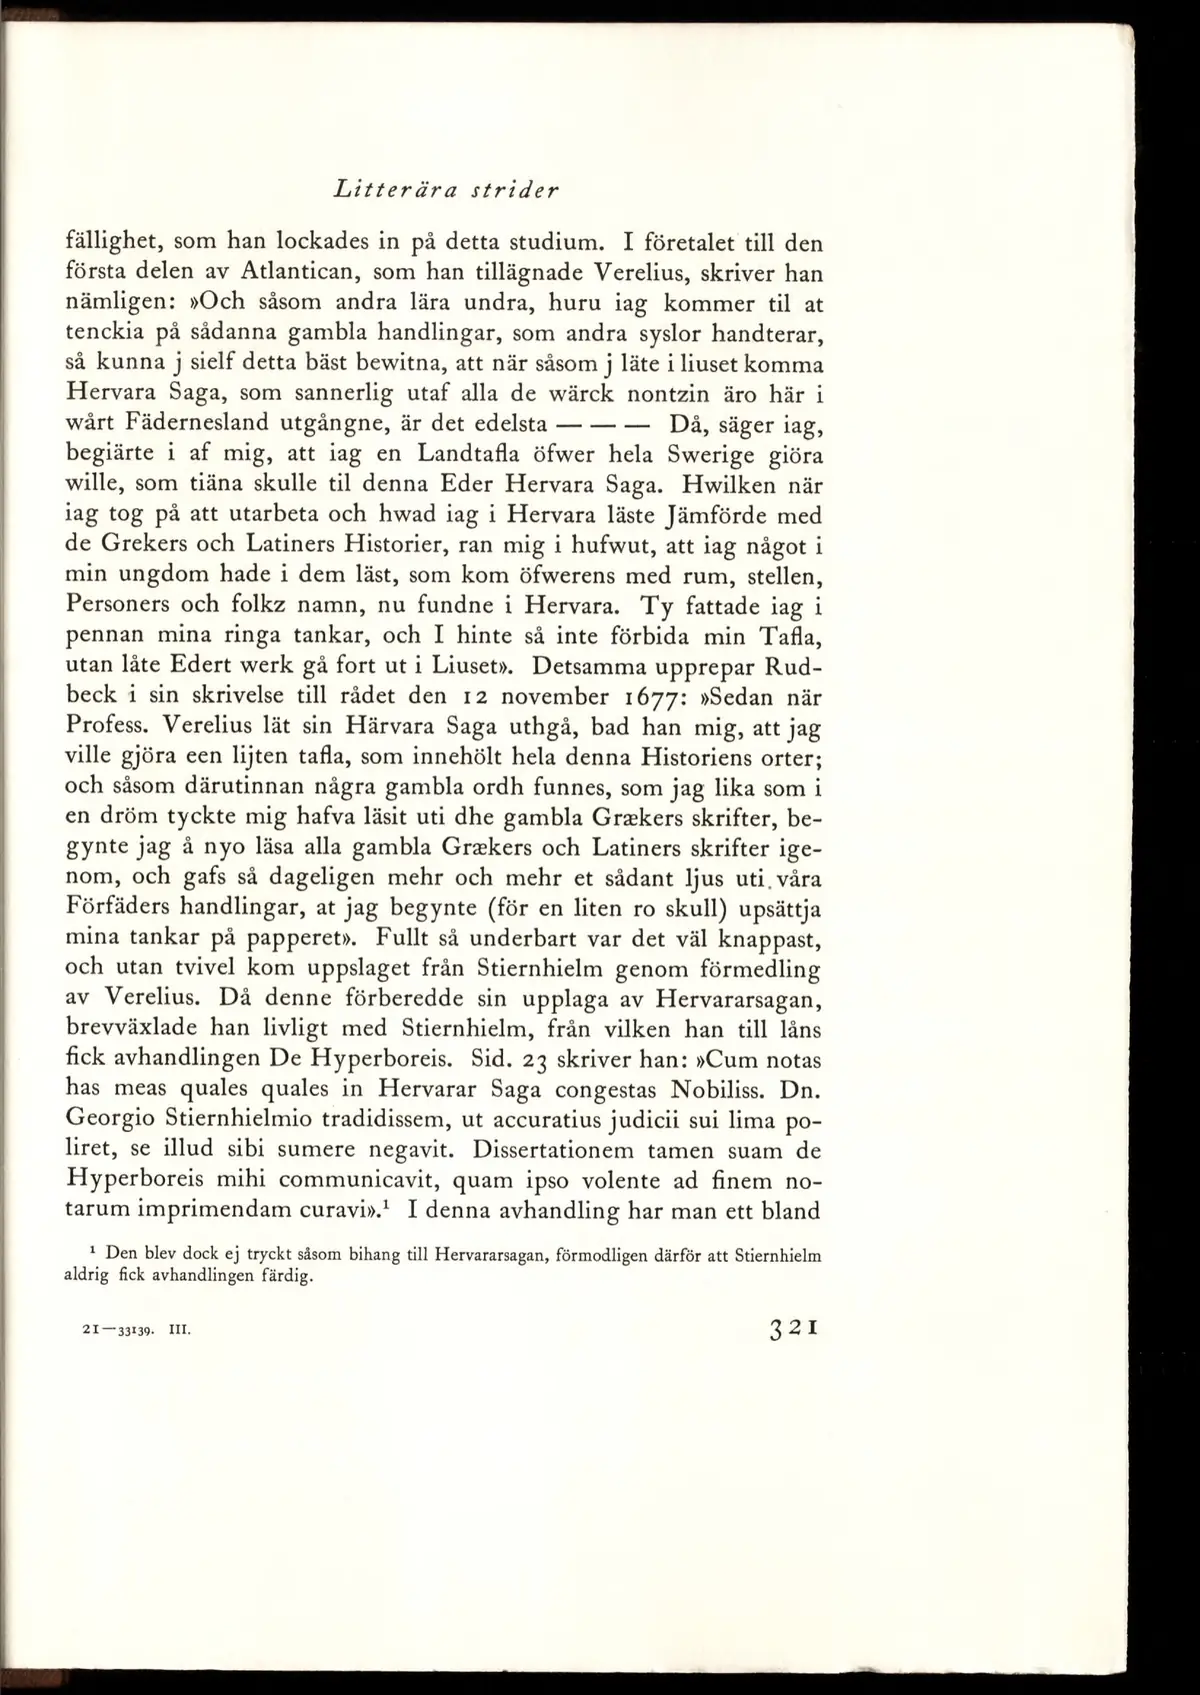 Litterära strider
fällighet, som han lockades in på detta studium. I företalet till den
första delen av Atlantican, som han tillägnade Verelius, skriver han
nämligen: »Och såsom andra lära undra, huru iag kommer til at
tenckia på sådanna gambla handlingar, som andra syslor handterar,
så kunna j sielf detta bäst bewitna, att när såsom j läte i liuset komma
Hervara Saga, som sannerlig utaf alla de wärck nontzin äro här i
wårt Fädernesland utgångne, är det edelsta — — — Då, säger iag,
begiärte i af mig, att iag en Landtafla öfwer hela Swerige giöra
wille, som tiäna skulle til denna Eder Hervara Saga. Hwilken när
iag tog på att utarbeta och hwad iag i Hervara läste Jämförde med
de Grekers och Latiners Historier, ran mig i hufwut, att iag något i
min ungdom hade i dem läst, som kom öfwerens med rum, stellen,
Personers och folkz namn, nu fundne i Hervara. Ty fattade iag i
pennan mina ringa tankar, och I hinte så inte förbida min Tafla,
utan låte Edert werk gå fort ut i Liuset». Detsamma upprepar Rud-
beck i sin skrivelse till rådet den 12 november 1677: »Sedan när
Profess. Verelius lät sin Härvara Saga uthgå, bad han mig, att jag
ville gjöra een lijten tafla, som innehölt hela denna Historiens orter;
och såsom därutinnan några gambla ordh funnes, som jag lika som i
en dröm tyckte mig hafva läsit uti dhe gambla Grækers skrifter, be-
gynte jag å nyo läsa alla gambla Grækers och Latiners skrifter ige-
nom, och gafs så dageligen mehr och mehr et sådant ljus uti våra
Förfäders handlingar, at jag begynte (för en liten ro skull) upsättja
mina tankar på papperet». Fullt så underbart var det väl knappast,
och utan tvivel kom uppslaget från Stiernhielm genom förmedling
av Verelius. Då denne förberedde sin upplaga av Hervararsagan,
brevväxlade han livligt med Stiernhielm, från vilken han till låns
fick avhandlingen De Hyperboreis. Sid. 23 skriver han: »Cum notas
has meas quales quales in Hervarar Saga congestas Nobiliss. Dn.
Georgio Stiernhielmio tradidissem, ut accuratius judicii sui lima po-
liret, se illud sibi sumere negavit. Dissertationem tamen suam de
Hyperboreis mihi communicavit, quam ipso volente ad finem no-
tarum imprimendam curavi».¹ I denna avhandling har man ett bland
¹ Den blev dock ej tryckt såsom bihang till Hervararsagan, förmodligen därför att Stiernhielm
aldrig fick avhandlingen färdig.
21—33139. III.
321